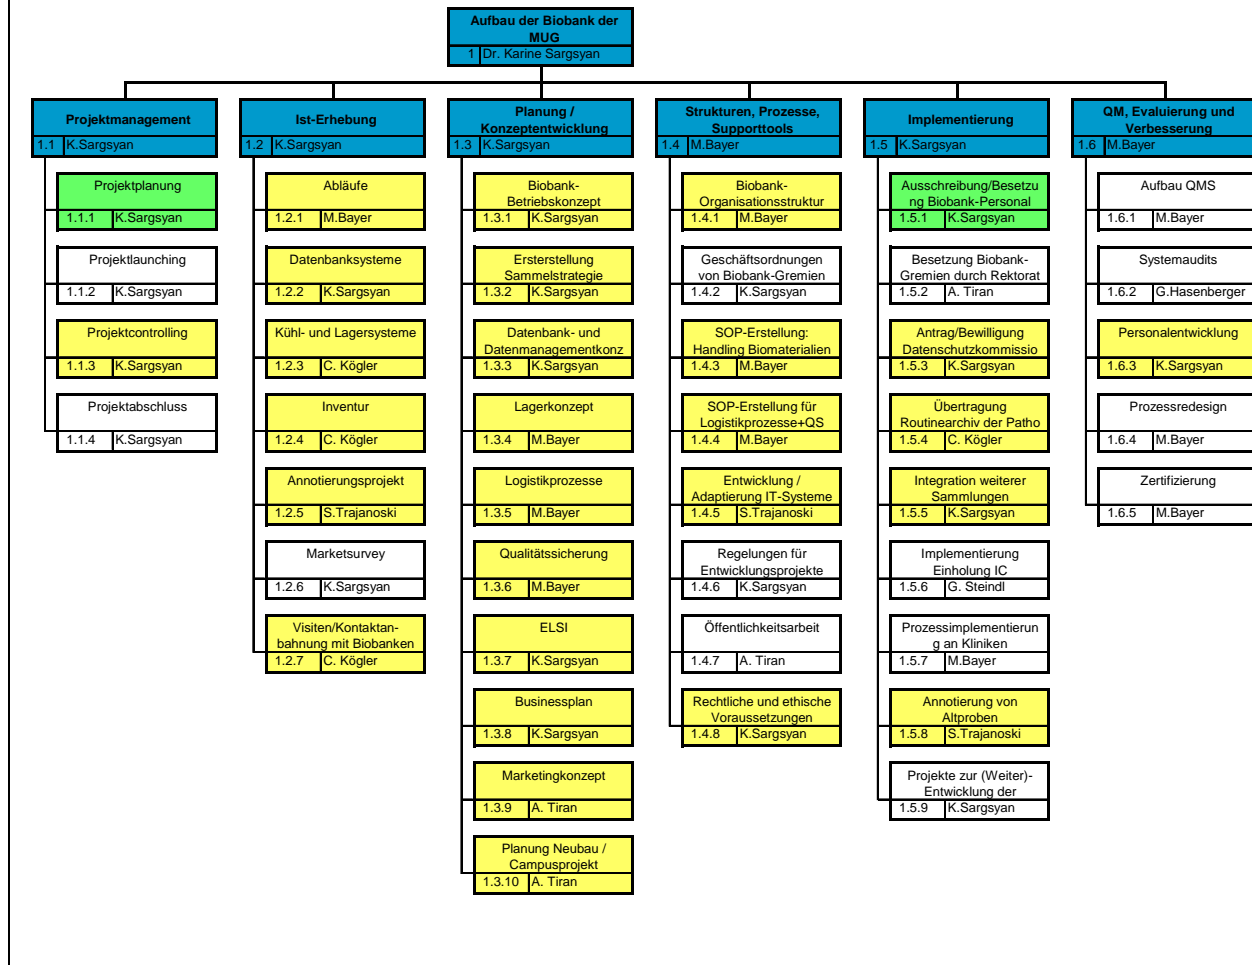 Aufbau der Biobank der
MUG
1 Dr. Karine Sargsyan
Projektmanagement
1.1 K.Sargsyan
Projektplanung
1.1.1 K.Sargsyan
Projektlaunching
1.1.2 K.Sargsyan
Projektcontrolling
1.1.3 K.Sargsyan
Projektabschluss
1.1.4 K.Sargsyan
Ist-Erhebung
1.2 K.Sargsyan
Abläufe
1.2.1 M.Bayer
Datenbanksysteme
1.2.2 K.Sargsyan
Kühl- und Lagersysteme
1.2.3 C. Kögler
Inventur
1.2.4 C. Kögler
Annotierungsprojekt
1.2.5 S.Trajanoski
Marketsurvey
1.2.6 K.Sargsyan
Visiten/Kontaktan-
bahnung mit Biobanken
1.2.7 C. Kögler
Planung /
Konzeptentwicklung
1.3 K.Sargsyan
Biobank-
Betriebskonzept
1.3.1 K.Sargsyan
Ersterstellung
Sammelstrategie
1.3.2 K.Sargsyan
Datenbank- und
Datenmanagementkonz
1.3.3 K.Sargsyan
Lagerkonzept
1.3.4 M.Bayer
Logistikprozesse
1.3.5 M.Bayer
Qualitätssicherung
1.3.6 M.Bayer
ELSI
1.3.7 K.Sargsyan
Businessplan
1.3.8 K.Sargsyan
Marketingkonzept
1.3.9 A. Tiran
Planung Neubau /
Campusprojekt
1.3.10 A. Tiran
Strukturen, Prozesse,
Supporttools
1.4 M.Bayer
Biobank-
Organisationsstruktur
1.4.1 M.Bayer
Geschäftsordnungen
von Biobank-Gremien
1.4.2 K.Sargsyan
SOP-Erstellung:
Handling Biomaterialien
1.4.3 M.Bayer
SOP-Erstellung für
Logistikprozesse+QS
1.4.4 M.Bayer
Entwicklung /
Adaptierung IT-Systeme
1.4.5 S.Trajanoski
Regelungen für
Entwicklungsprojekte
1.4.6 K.Sargsyan
Öffentlichkeitsarbeit
1.4.7 A. Tiran
Rechtliche und ethische
Voraussetzungen
1.4.8 K.Sargsyan
Implementierung
1.5 K.Sargsyan
Ausschreibung/Besetzu
ng Biobank-Personal
1.5.1 K.Sargsyan
Besetzung Biobank-
Gremien durch Rektorat
1.5.2 A. Tiran
Antrag/Bewilligung
Datenschutzkommissio
1.5.3 K.Sargsyan
Übertragung
Routinearchiv der Patho
1.5.4 C. Kögler
Integration weiterer
Sammlungen
1.5.5 K.Sargsyan
Implementierung
Einholung IC
1.5.6 G. Steindl
Prozessimplementierun
g an Kliniken
1.5.7 M.Bayer
Annotierung von
Altproben
1.5.8 S.Trajanoski
Projekte zur (Weiter)-
Entwicklung der
1.5.9 K.Sargsyan
QM, Evaluierung und
Verbesserung
1.6 M.Bayer
Aufbau QMS
1.6.1 M.Bayer
Systemaudits
1.6.2 G.Hasenberger
Personalentwicklung
1.6.3 K.Sargsyan
Prozessredesign
1.6.4 M.Bayer
Zertifizierung
1.6.5 M.Bayer